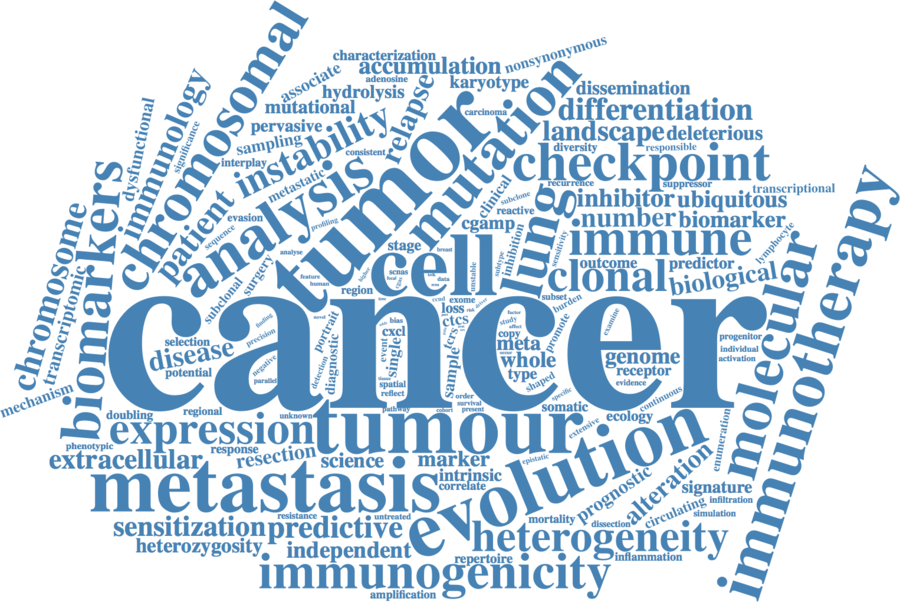 characterization
nonsynonymous
accumulation
adenosine
karyotype
associate
hydrolysis
dissemination
mutational
differentiation
carcinoma
chromosomal
dysfunctional
immunology
significance
pervasive
sampling
instability
relapse
mutation
landscape
deleterious
interplay
consistent
diversity
responsible
checkpoint
tumor
metastatic
analysis
recurrence
suppressor
transcriptional
clinical
subclone
inhibitor
ubiquitous
patient
evasion
sequence
profiling
reactive
number
biomarker
cgamp
lung
immune
lymphocyte
immunotherapy
chromosome
transcriptomic
biomarkers
analyse
stage
breast
cell
inhibition
subtype
sensitivity
outcome
predictor
clonal
biological
molecular
subclonal
surgery
feature
human
region
higher
scnas
focal
data
unstable
cancer
exome
subset
burden
loss
risk
driver
novel
bias
ctcs
factor
study
affect
promote
examine
finding
precision
portrait
cxcl
tcrs
copy
progenitor
selection
disease
event
single
meta
individual
activation
potential
negative
parallel
detection
diagnostic
sample
whole
type
genome
receptor
evidence
spatial
reflect
shaped
mechanism
order
survival
present
specific
continuous
doubling
regional
unknown
pathway
cohort
somatic
ecology
expression
tumour
extensive
evolution
phenotypic
response
enumeration
extracellular
resection
science
marker
epistatic
intrinsic
correlate
prognostic
alteration
signature
metastasis
infiltration
circulating
simulation
resistance
untreated
mortality
dissection
sensitization
predictive
heterogeneity
heterozygosity
independent
repertoire
inflammation
immunogenicity
amplification